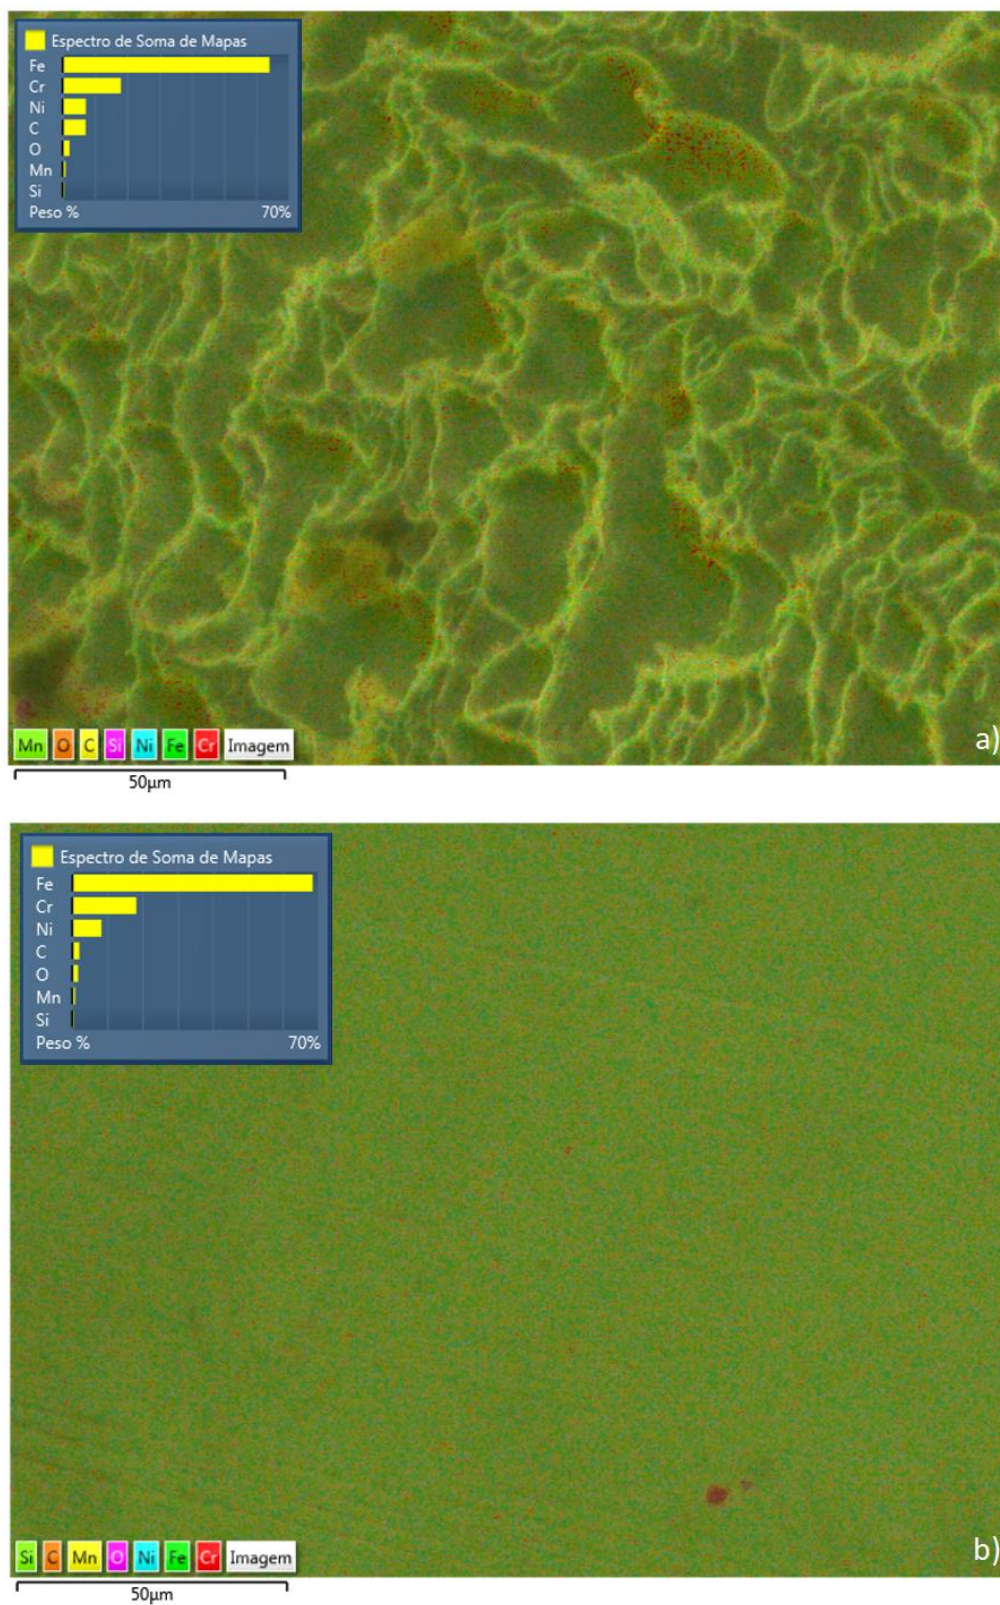 Espectro de Soma de Mapas
Fe
Cr
Ni
C
O
Mn
Si
Peso % 70%
Mn O C Si Ni Fe Cr Imagem
a)
50µm
Espectro de Soma de Mapas
Fe
Cr
Ni
C
O
Mn
Si
Peso % 70%
Si C Mn O Ni Fe Cr Imagem
b)
50µm